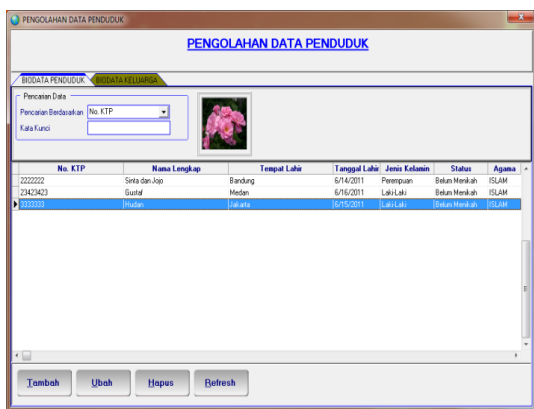 PENGOLAHAN DATA PENDUDUK
PENGOLAHAN DATA PENDUDUK
BIODATA PENDUDUK BIODATA KELUARGA
Pencarian Data
Pencarian Berdasarkan No. KTP
Kata Kunci
No. KTP Nama Lengkap Tempat Lahir Tanggal Lahir Jenis Kelamin Status Agama
2222222 Sinta dan Jojo Bandung 6/14/2011 Perempuan Belum Menikah ISLAM
23423423 Gustaf Medan 6/16/2011 Laki-Laki Belum Menikah ISLAM
3333333 Hudan Jakarta 6/15/2011 Laki-Laki Belum Menikah ISLAM
Tambah Ubah Hapus Refresh